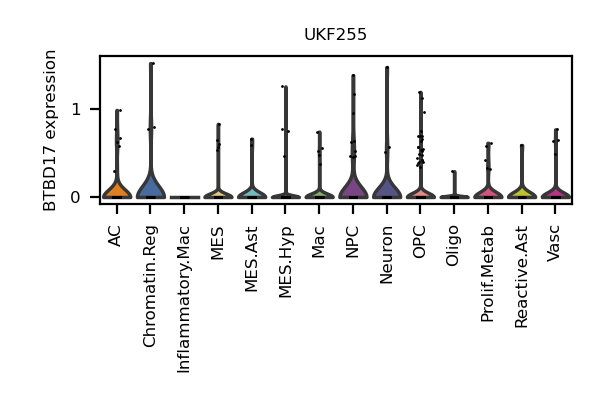 UKF255
BTBD17 expression
1
0
AC
Chromatin.Reg
Inflammatory.Mac
MES
MES.Ast
MES.Hyp
Mac
NPC
Neuron
OPC
Oligo
Prolif.Metab
Reactive.Ast
Vasc